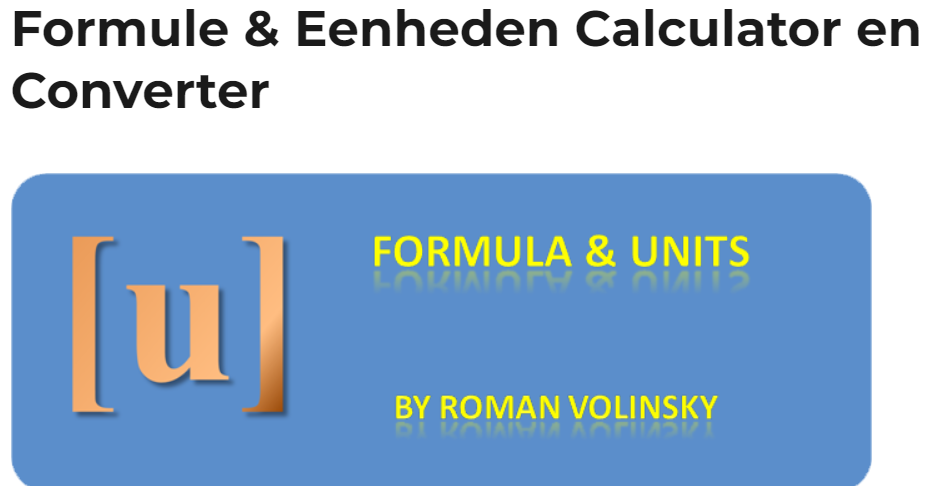 Formule & Eenheden Calculator en
Converter
[u]
FORMULA & UNITS
BY ROMAN VOLINSKY